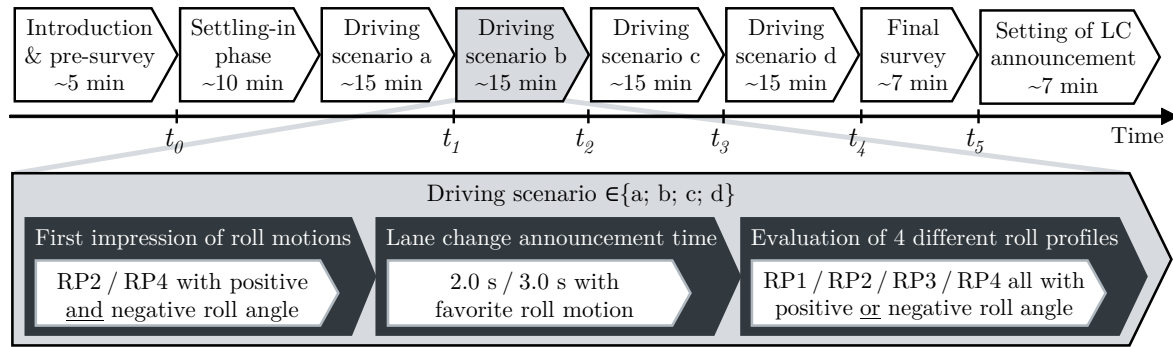 Introduction
& pre-survey
~5 min
Settling-in
phase
~10 min
Driving
scenario a
~15 min
Driving
scenario b
~15 min
Driving
scenario c
~15 min
Driving
scenario d
~15 min
Final
survey
~7 min
Setting of LC
announcement
~7 min
t0
t1
t2
t3
t4
t5
Time
Driving scenario ∈{a; b; c; d}
First impression of roll motions
RP2 / RP4 with positive
and negative roll angle
Lane change announcement time
2.0 s / 3.0 s with
favorite roll motion
Evaluation of 4 different roll profiles
RP1 / RP2 / RP3 / RP4 all with
positive or negative roll angle